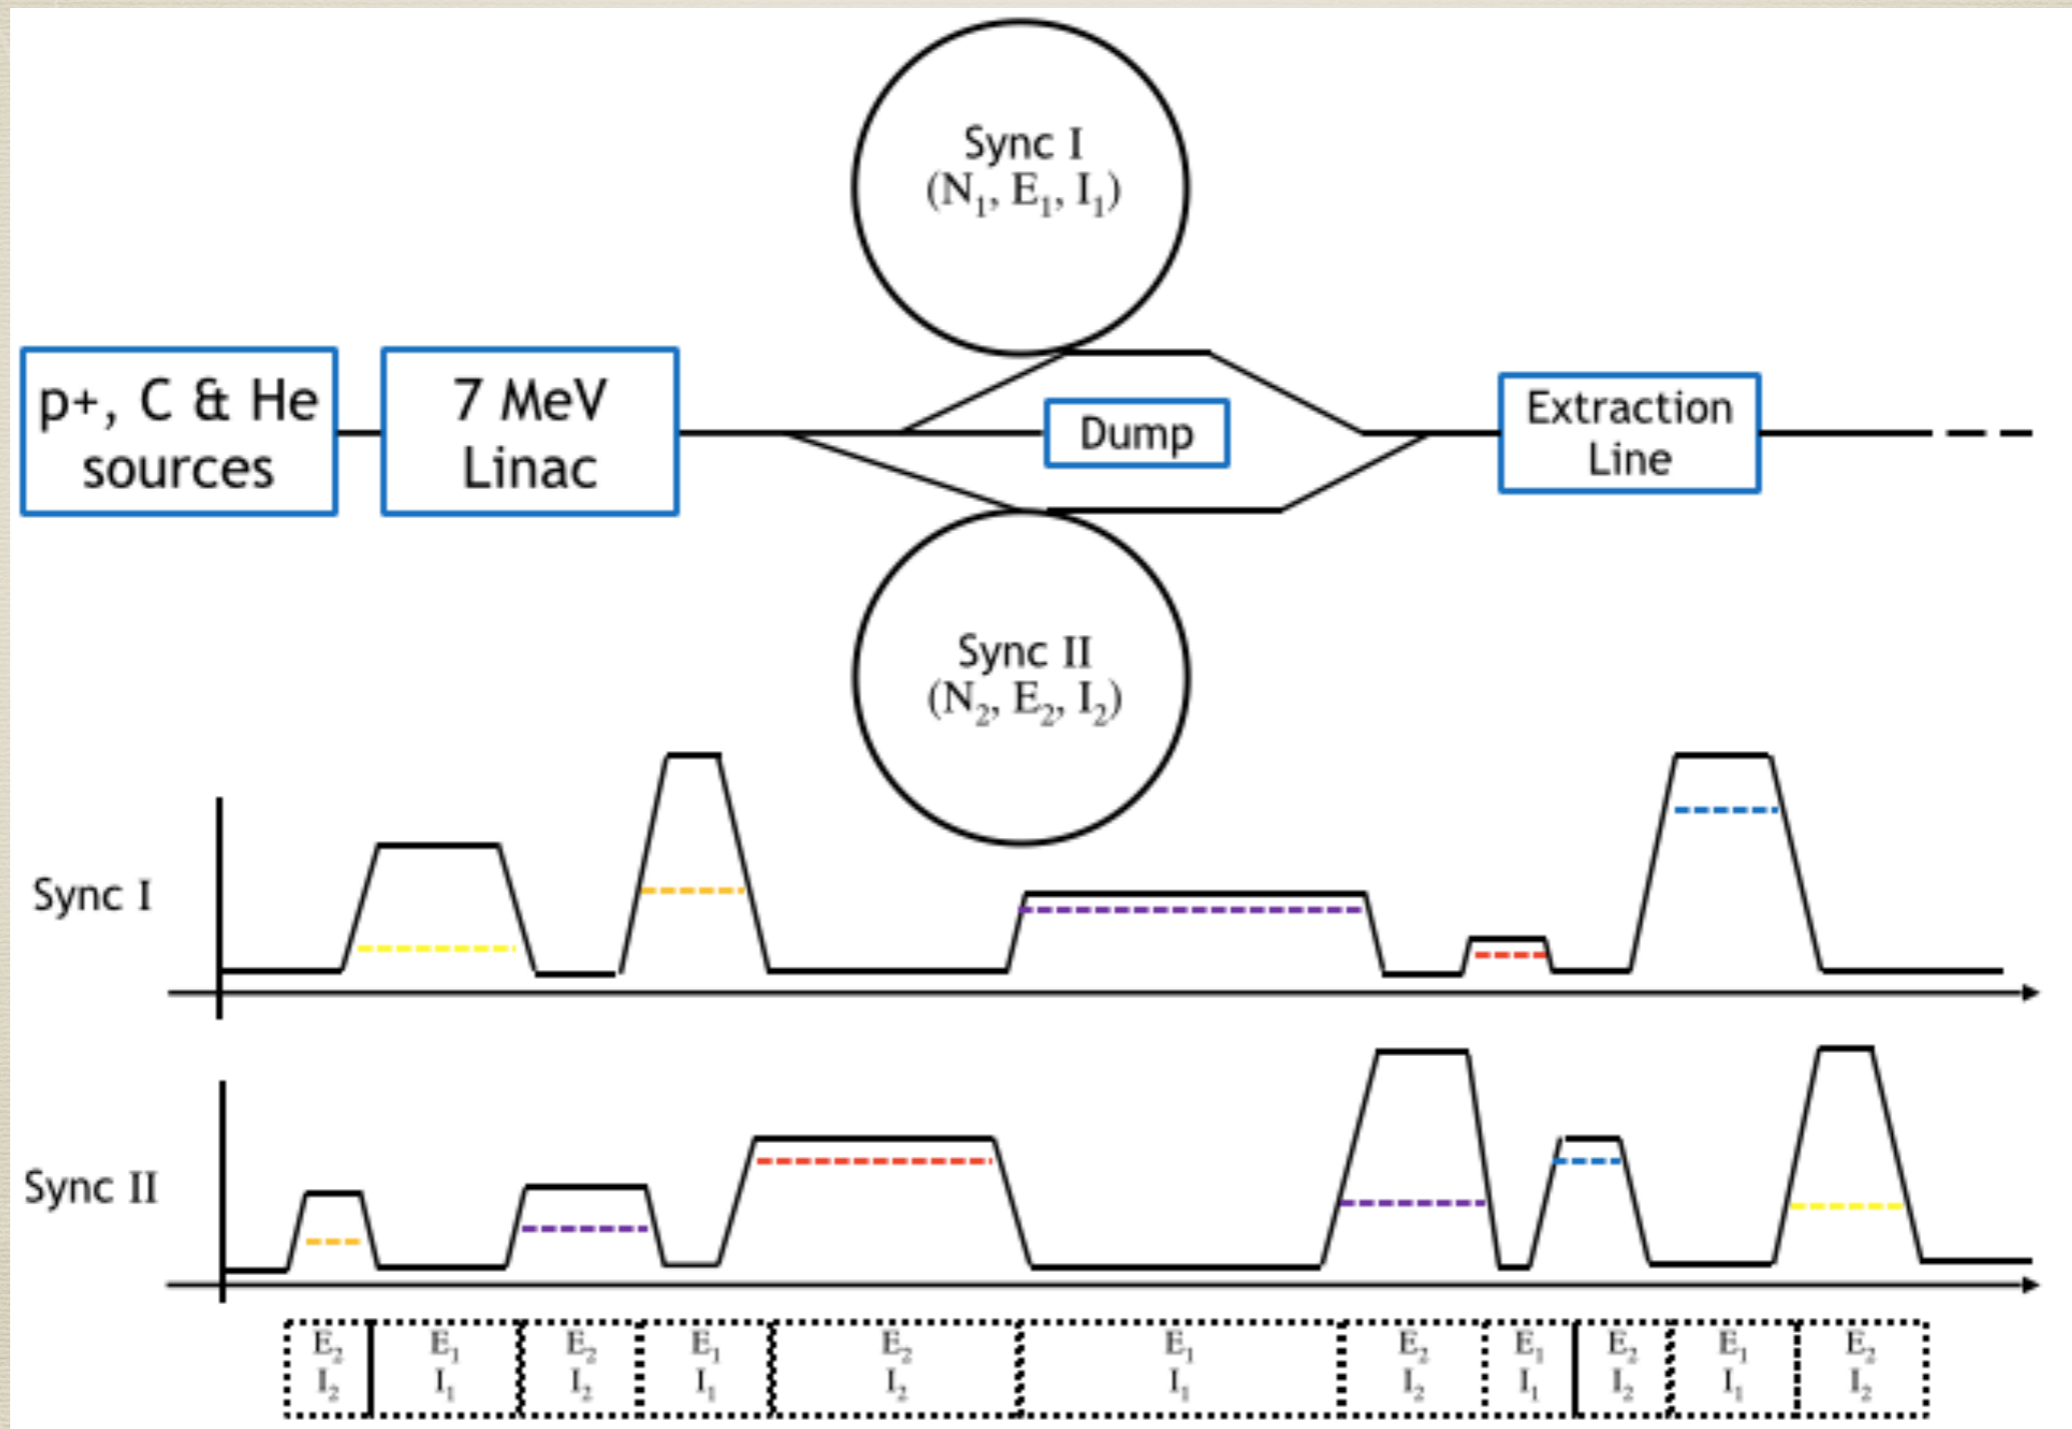 Sync I
(N₁, E₁, I₁)
p+, C & He
sources
7 MeV
Linac
Dump
Extraction
Line
Sync II
(N₂, E₂, I₂)
Sync I
Sync II
E₂ E₁ E₂ E₁ E₂ E₁ E₂ E₁ E₂ E₁ E₂
I₂ I₁ I₂ I₁ I₂ I₁ I₂ I₁ I₂ I₁ I₂